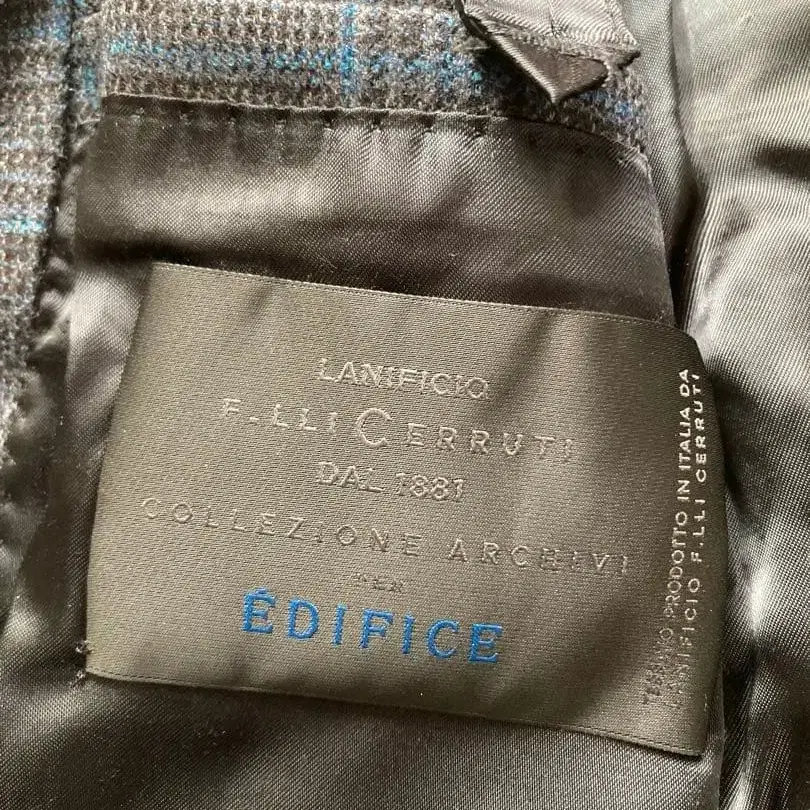 LANIFICIO
F.LLI CERRUTI
DAL 1881
COLLEZIONE ARCHIVI
PER
ÉDIFICE
TESSUTO PRODOTTO IN ITALIA DA
LANIFICIO F.LLI CERRUTI